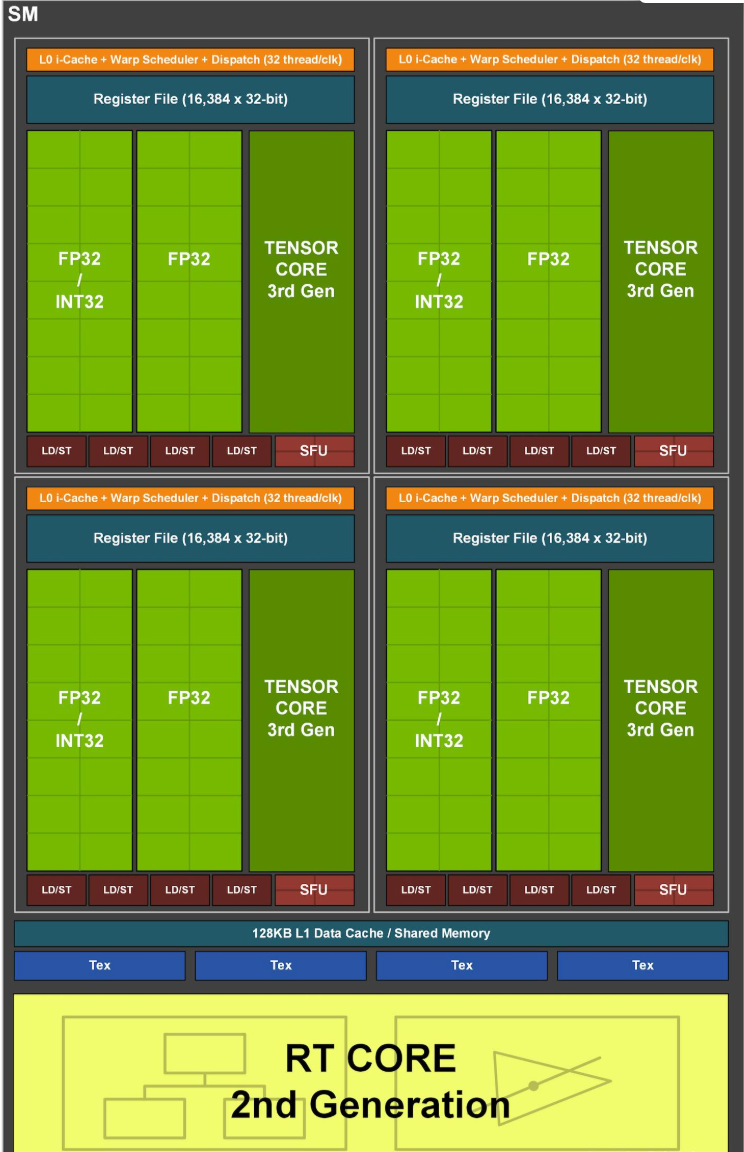 SM
L0 i-Cache + Warp Scheduler + Dispatch (32 thread/clk)
Register File (16,384 x 32-bit)
FP32
/
INT32
FP32
TENSOR
CORE
3rd Gen
LD/ST LD/ST LD/ST LD/ST SFU
L0 i-Cache + Warp Scheduler + Dispatch (32 thread/clk)
Register File (16,384 x 32-bit)
FP32
/
INT32
FP32
TENSOR
CORE
3rd Gen
LD/ST LD/ST LD/ST LD/ST SFU
L0 i-Cache + Warp Scheduler + Dispatch (32 thread/clk)
Register File (16,384 x 32-bit)
FP32
/
INT32
FP32
TENSOR
CORE
3rd Gen
LD/ST LD/ST LD/ST LD/ST SFU
L0 i-Cache + Warp Scheduler + Dispatch (32 thread/clk)
Register File (16,384 x 32-bit)
FP32
/
INT32
FP32
TENSOR
CORE
3rd Gen
LD/ST LD/ST LD/ST LD/ST SFU
128KB L1 Data Cache / Shared Memory
Tex Tex Tex Tex
RT CORE
2nd Generation